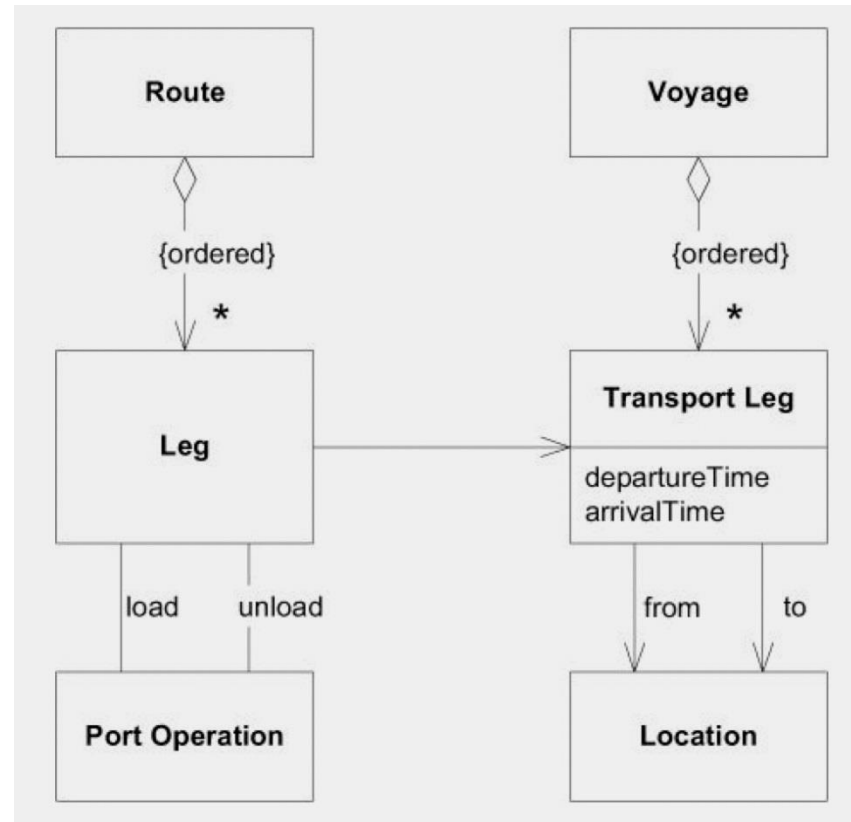 Route
Voyage
{ordered}
{ordered}
*
*
Leg
Transport Leg
departureTime
arrivalTime
load
unload
from
to
Port Operation
Location